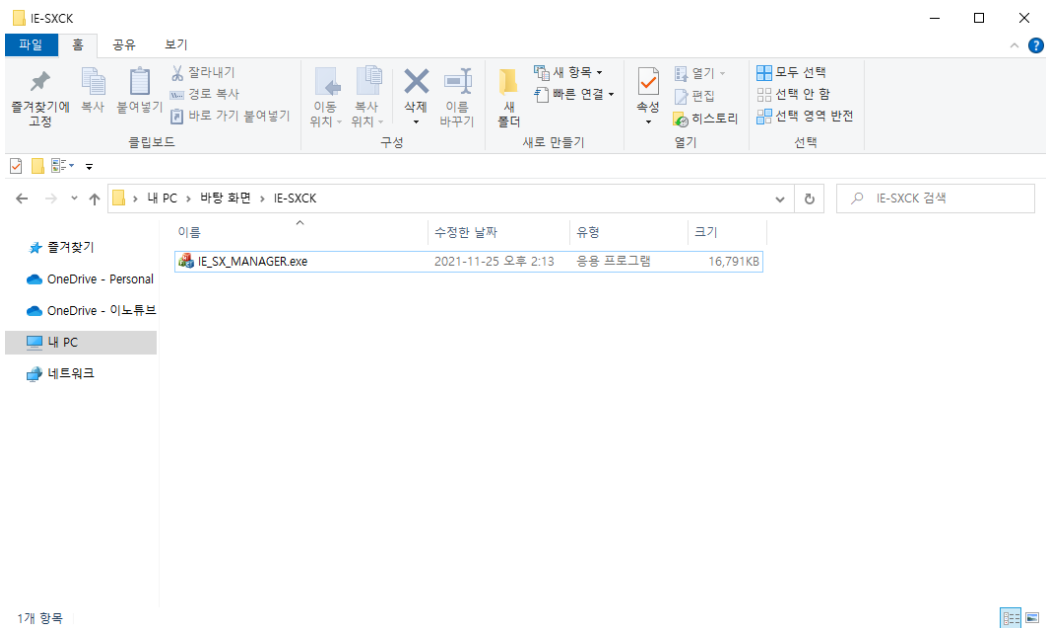 IE-SXCK
파일 홈 공유 보기
즐겨찾기에 고정
복사
붙여넣기
잘라내기
경로 복사
바로 가기 붙여넣기
클립보드
이동 위치
복사 위치
삭제
이름 바꾸기
구성
새 폴더
새 항목
빠른 연결
새로 만들기
속성
열기
편집
히스토리
열기
모두 선택
선택 안 함
선택 영역 반전
선택
내 PC › 바탕 화면 › IE-SXCK
IE-SXCK 검색
이름 수정한 날짜 유형 크기
IE_SX_MANAGER.exe 2021-11-25 오후 2:13 응용 프로그램 16,791KB
즐겨찾기
OneDrive - Personal
OneDrive - 이노튜브
내 PC
네트워크
1개 항목